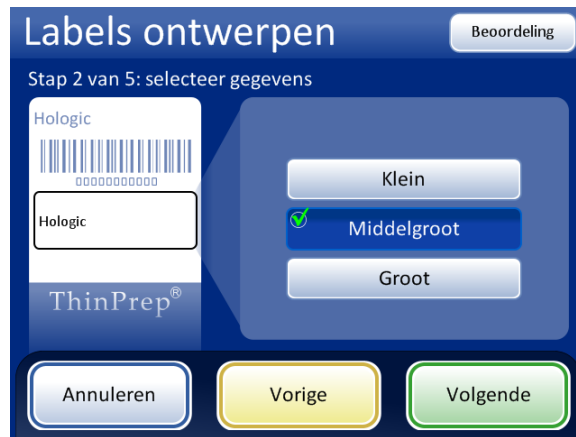 Labels ontwerpen
Beoordeling
Stap 2 van 5: selecteer gegevens
Hologic
00000000000
Hologic
ThinPrep®
Klein
Middelgroot
Groot
Annuleren
Vorige
Volgende